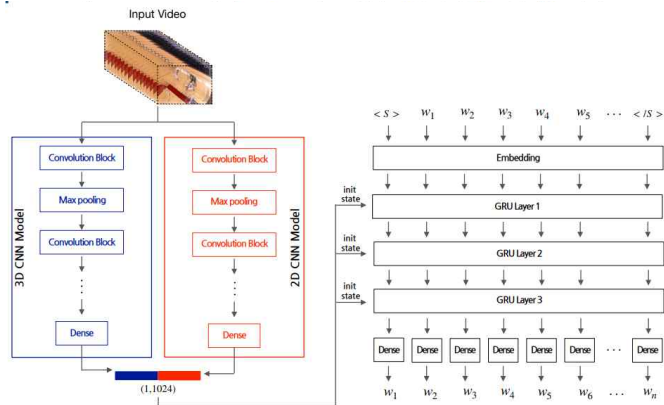 Input Video
3D CNN Model
Convolution Block
Max pooling
Convolution Block
Dense
2D CNN Model
Convolution Block
Max pooling
Convolution Block
Dense
(1,1024)
< S > w1 w2 w3 w4 w5 ... < /S >
Embedding
init state
GRU Layer 1
init state
GRU Layer 2
init state
GRU Layer 3
Dense Dense Dense Dense Dense Dense ... Dense
w1 w2 w3 w4 w5 w6 ... wn